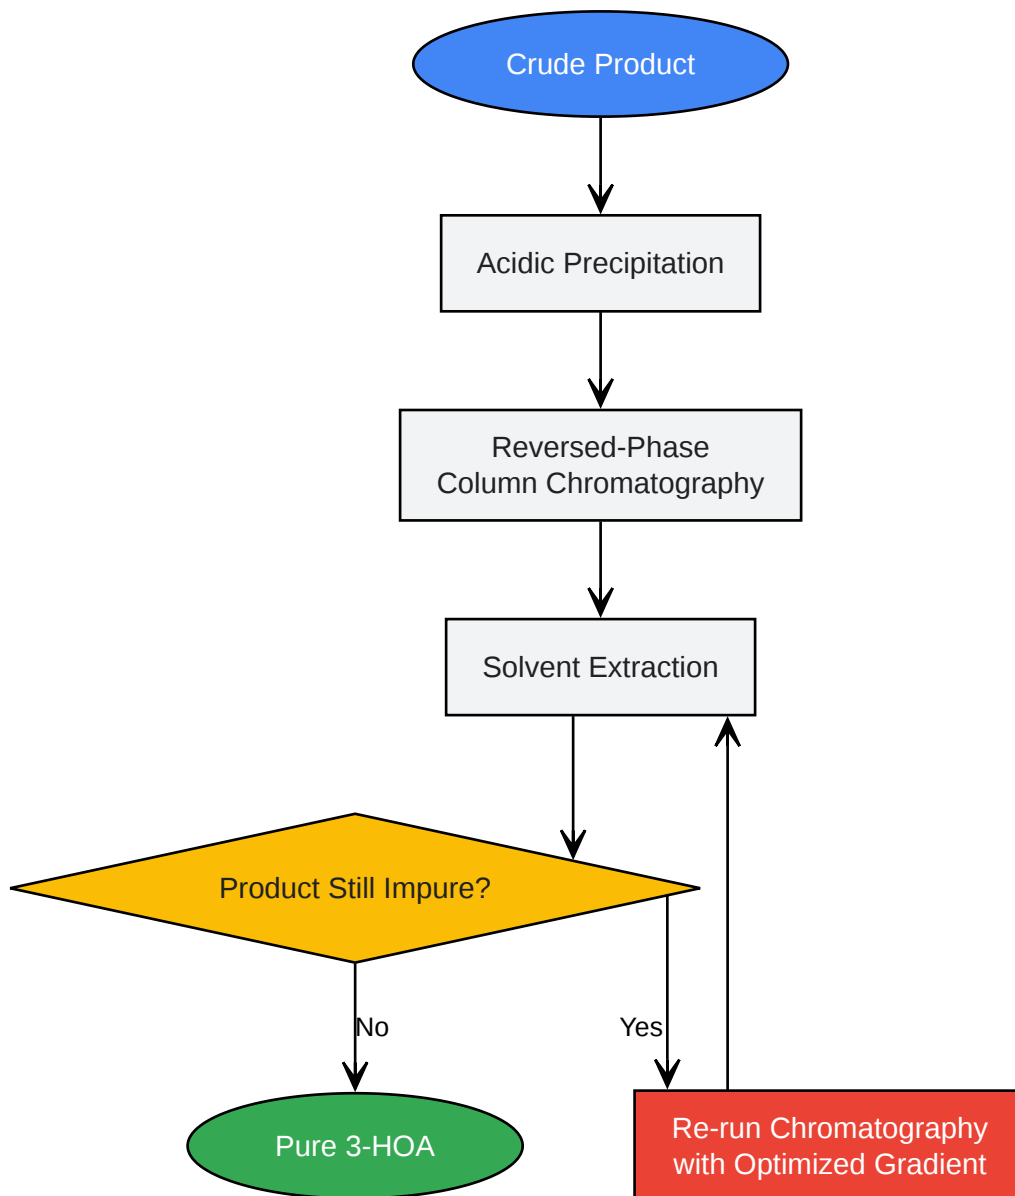 Crude Product
Acidic Precipitation
Reversed-Phase
Column Chromatography
Solvent Extraction
Product Still Impure?
No
Yes
Pure 3-HOA
Re-run Chromatography
with Optimized Gradient